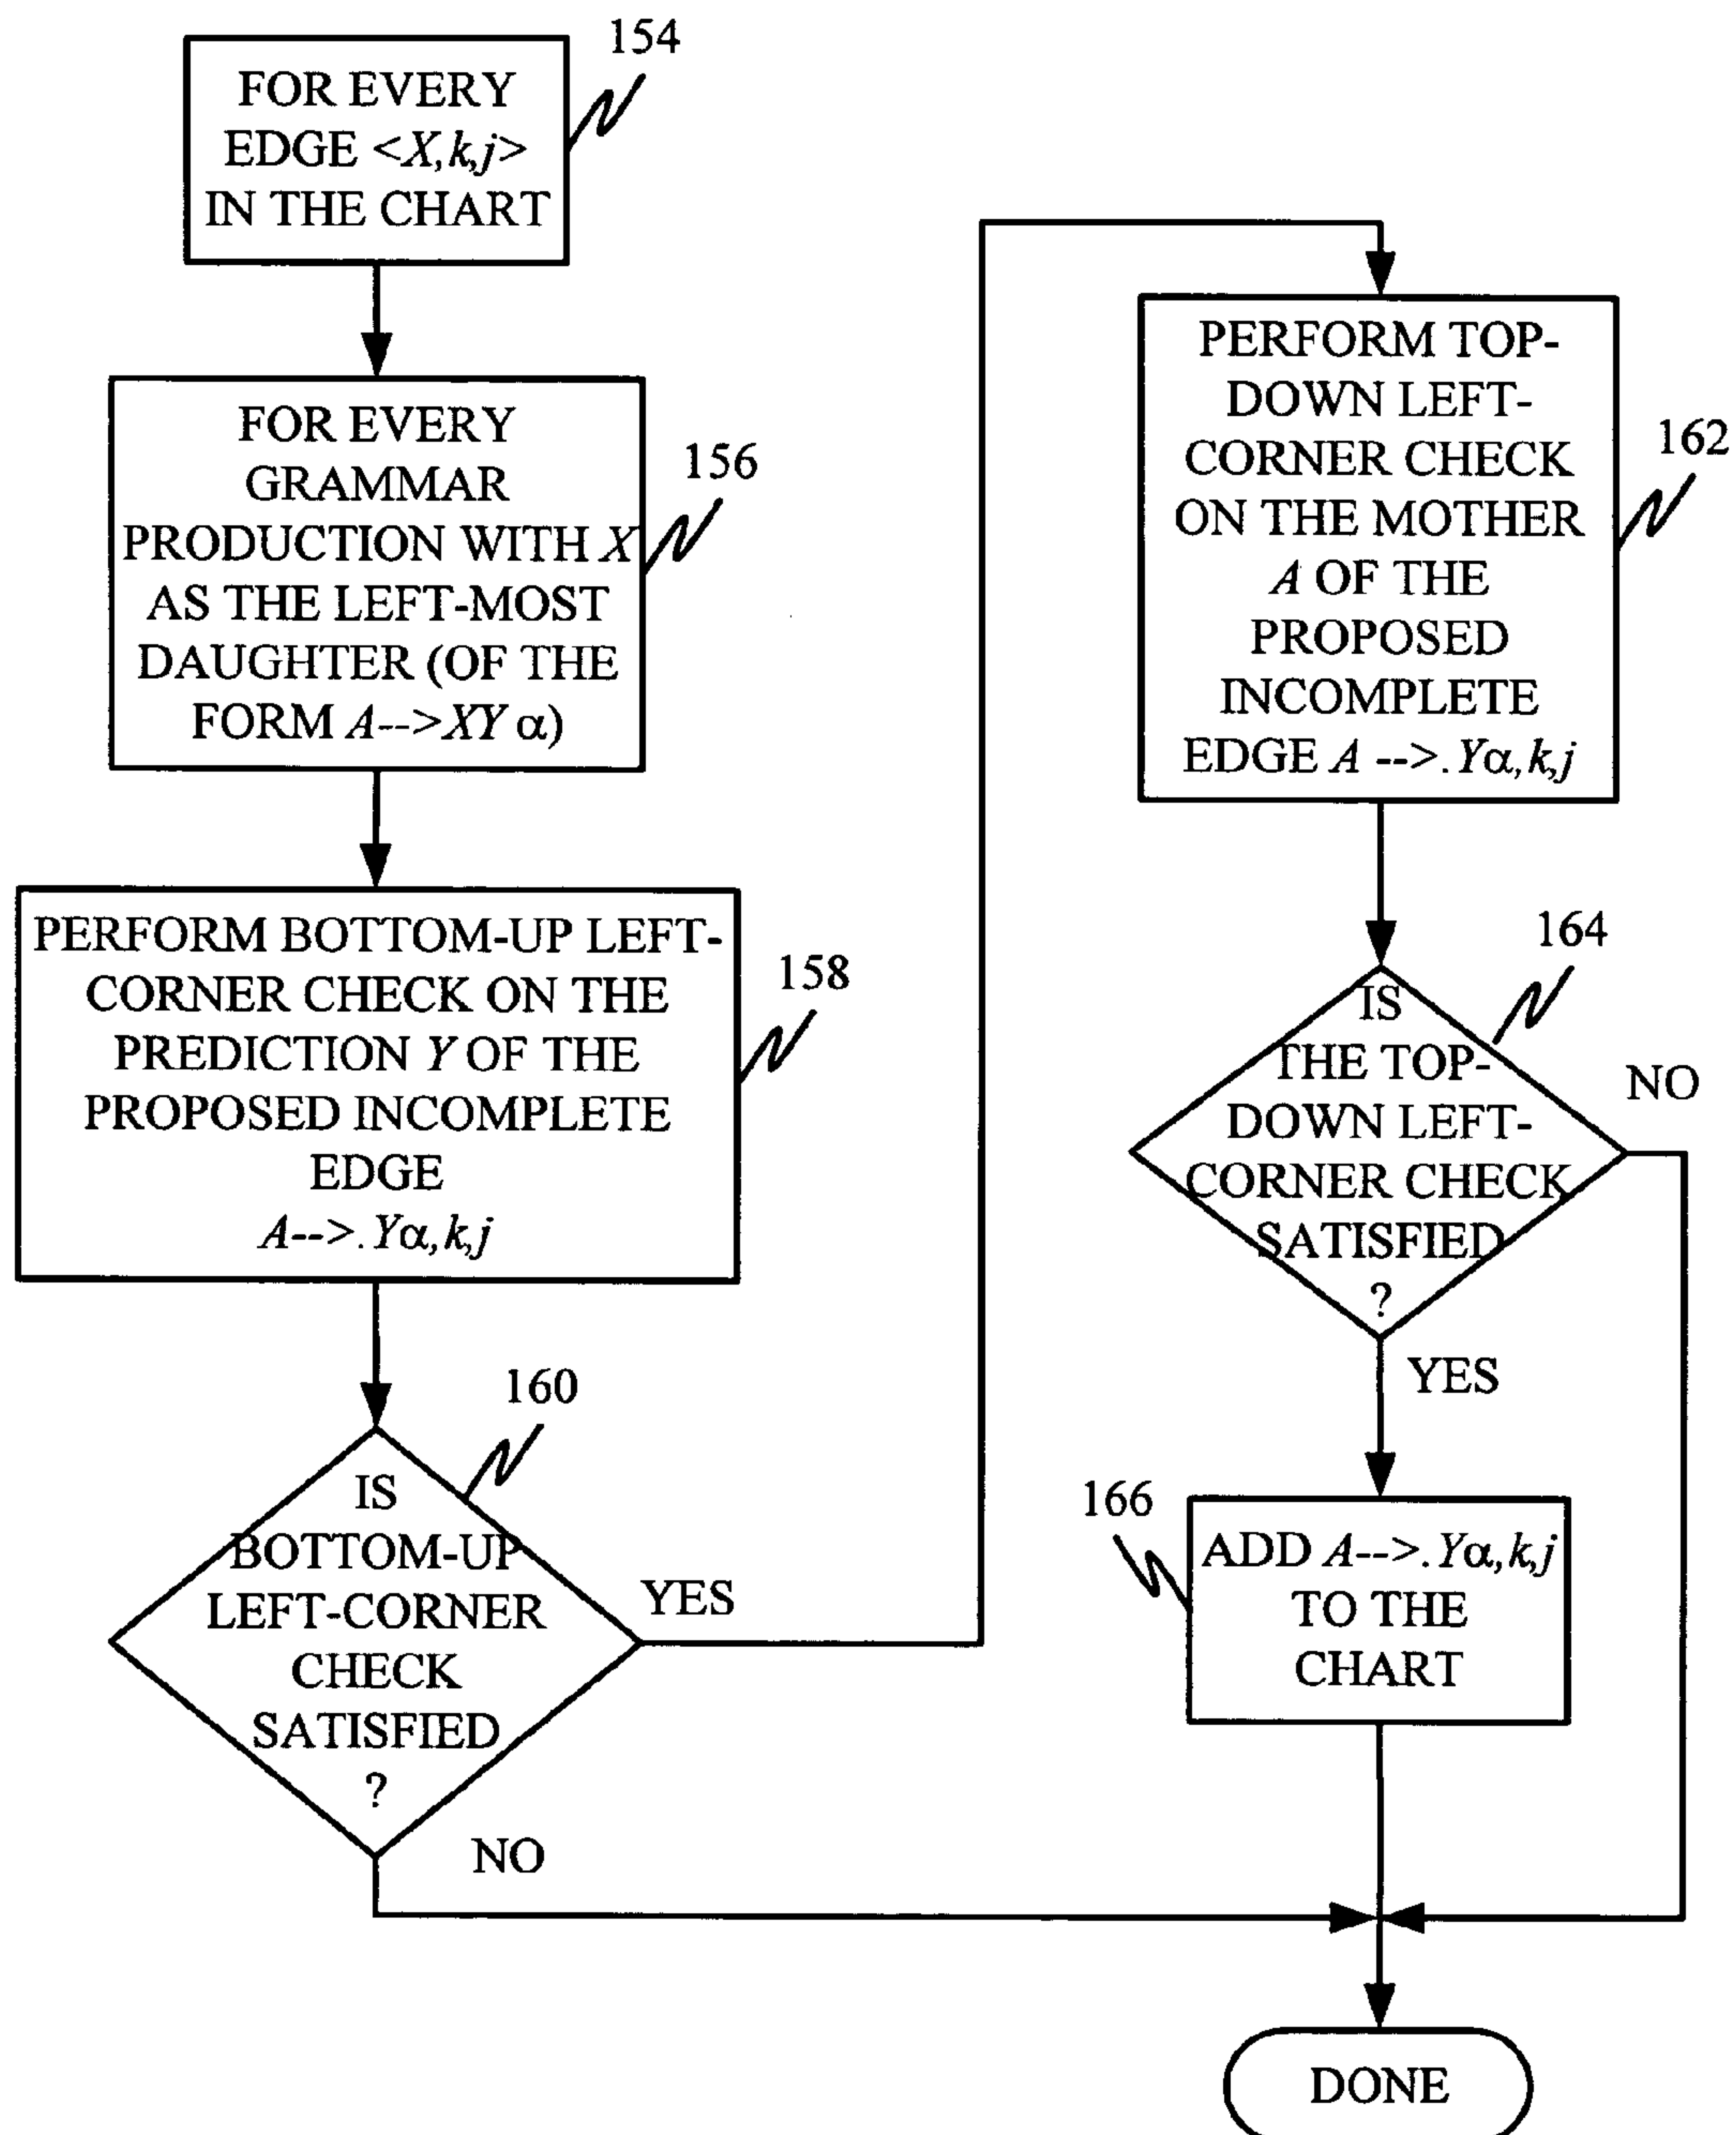 154
FOR EVERY
EDGE <X,k,j>
IN THE CHART
FOR EVERY
GRAMMAR
PRODUCTION WITH X
AS THE LEFT-MOST
DAUGHTER (OF THE
FORM A-->XY α)
156
PERFORM BOTTOM-UP LEFT-
CORNER CHECK ON THE
PREDICTION Y OF THE
PROPOSED INCOMPLETE
EDGE
A-->.Yα,k,j
158
160
IS
BOTTOM-UP
LEFT-CORNER
CHECK
SATISFIED
?
YES
NO
PERFORM TOP-
DOWN LEFT-
CORNER CHECK
ON THE MOTHER
A OF THE
PROPOSED
INCOMPLETE
EDGE A -->.Yα,k,j
162
164
IS
THE TOP-
DOWN LEFT-
CORNER CHECK
SATISFIED
?
NO
YES
166
ADD A-->.Yα,k,j
TO THE
CHART
DONE